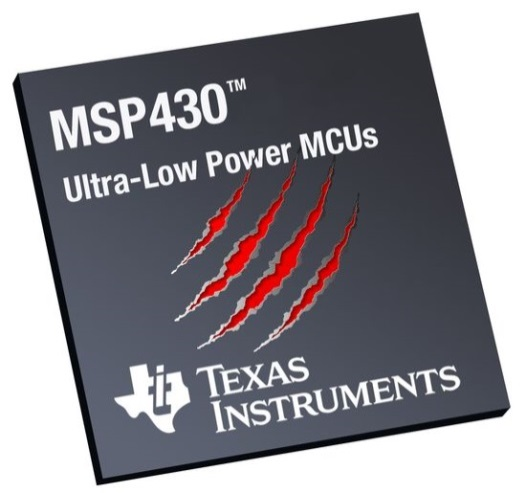 MSP430™
Ultra-Low Power MCUs
TEXAS
INSTRUMENTS